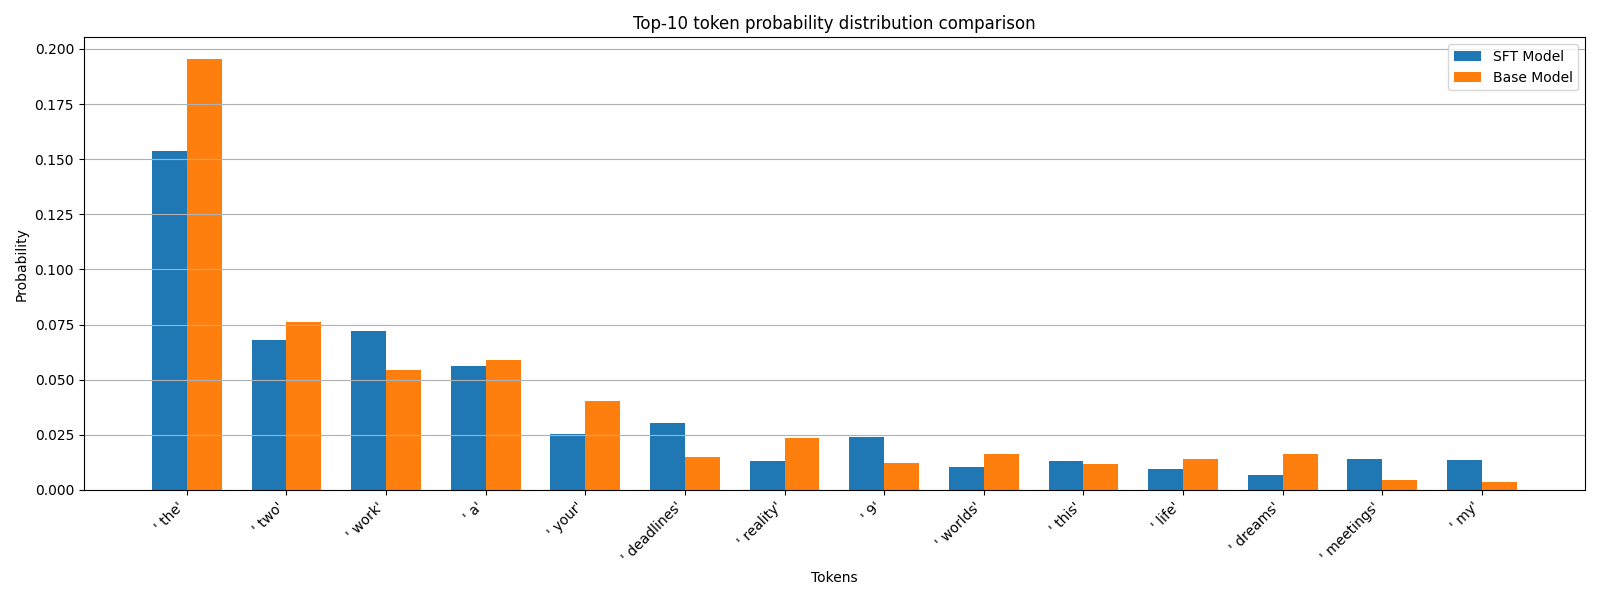 Top-10 token probability distribution comparison
SFT Model
Base Model
Probability
0.200
0.175
0.150
0.125
0.100
0.075
0.050
0.025
0.000
' the'
' two'
' work'
' a'
' your'
' deadlines'
' reality'
' 9'
' worlds'
' this'
' life'
' dreams'
' meetings'
' my'
Tokens